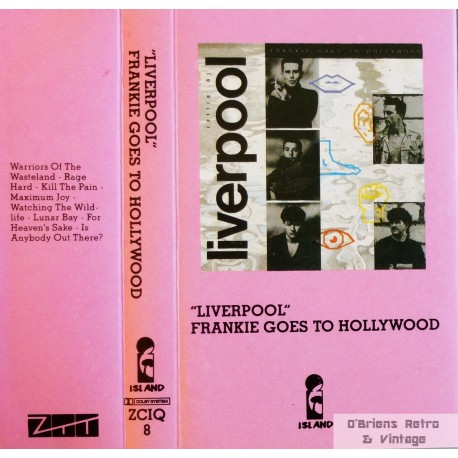 Warriors Of The
Wasteland - Rage
Hard - Kill The Pain -
Maximum Joy -
Watching The Wild-
life - Lunar Bay - For
Heaven's Sake - Is
Anybody Out There?
ZTT
"LIVERPOOL"
FRANKIE GOES TO HOLLYWOOD
ISLAND
DOLBY SYSTEM
ZCIQ
8
FRANKIE GOES TO HOLLYWOOD
liverpool
"LIVERPOOL"
FRANKIE GOES TO HOLLYWOOD
ISLAND
O'Briens Retro
& Vintage